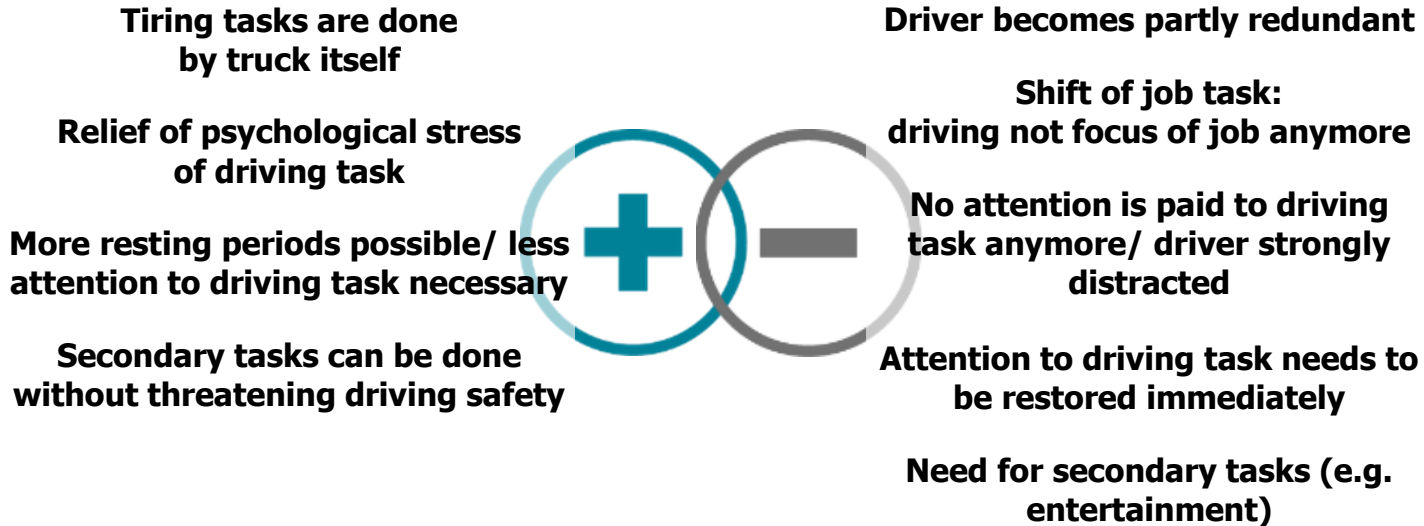 Tiring tasks are done
by truck itself
Relief of psychological stress
of driving task
More resting periods possible/ less
attention to driving task necessary
Secondary tasks can be done
without threatening driving safety
Driver becomes partly redundant
Shift of job task:
driving not focus of job anymore
No attention is paid to driving
task anymore/ driver strongly
distracted
Attention to driving task needs to
be restored immediately
Need for secondary tasks (e.g.
entertainment)